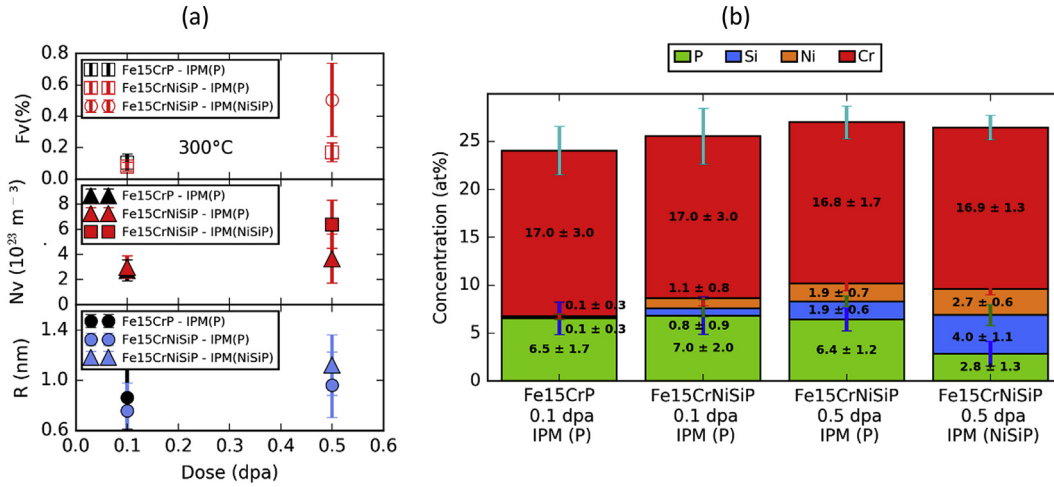 (a)
0.8
0.6
0.4
0.2
0.0
Fv(%)
Fe15CrP - IPM(P)
Fe15CrNiSiP - IPM(P)
Fe15CrNiSiP - IPM(NiSiP)
300°C
8
6
4
2
0
Nv (10²³ m⁻³)
Fe15CrP - IPM(P)
Fe15CrNiSiP - IPM(P)
Fe15CrNiSiP - IPM(NiSiP)
1.4
1.0
0.6
R (nm)
Fe15CrP - IPM(P)
Fe15CrNiSiP - IPM(P)
Fe15CrNiSiP - IPM(NiSiP)
0.0 0.1 0.2 0.3 0.4 0.5 0.6
Dose (dpa)
(b)
P Si Ni Cr
Concentration (at%)
25
20
15
10
5
0
17.0 ± 3.0
0.1 ± 0.3
0.1 ± 0.3
6.5 ± 1.7
17.0 ± 3.0
1.1 ± 0.8
0.8 ± 0.9
7.0 ± 2.0
16.8 ± 1.7
1.9 ± 0.7
1.9 ± 0.6
6.4 ± 1.2
16.9 ± 1.3
2.7 ± 0.6
4.0 ± 1.1
2.8 ± 1.3
Fe15CrP
0.1 dpa
IPM (P)
Fe15CrNiSiP
0.1 dpa
IPM (P)
Fe15CrNiSiP
0.5 dpa
IPM (P)
Fe15CrNiSiP
0.5 dpa
IPM (NiSiP)